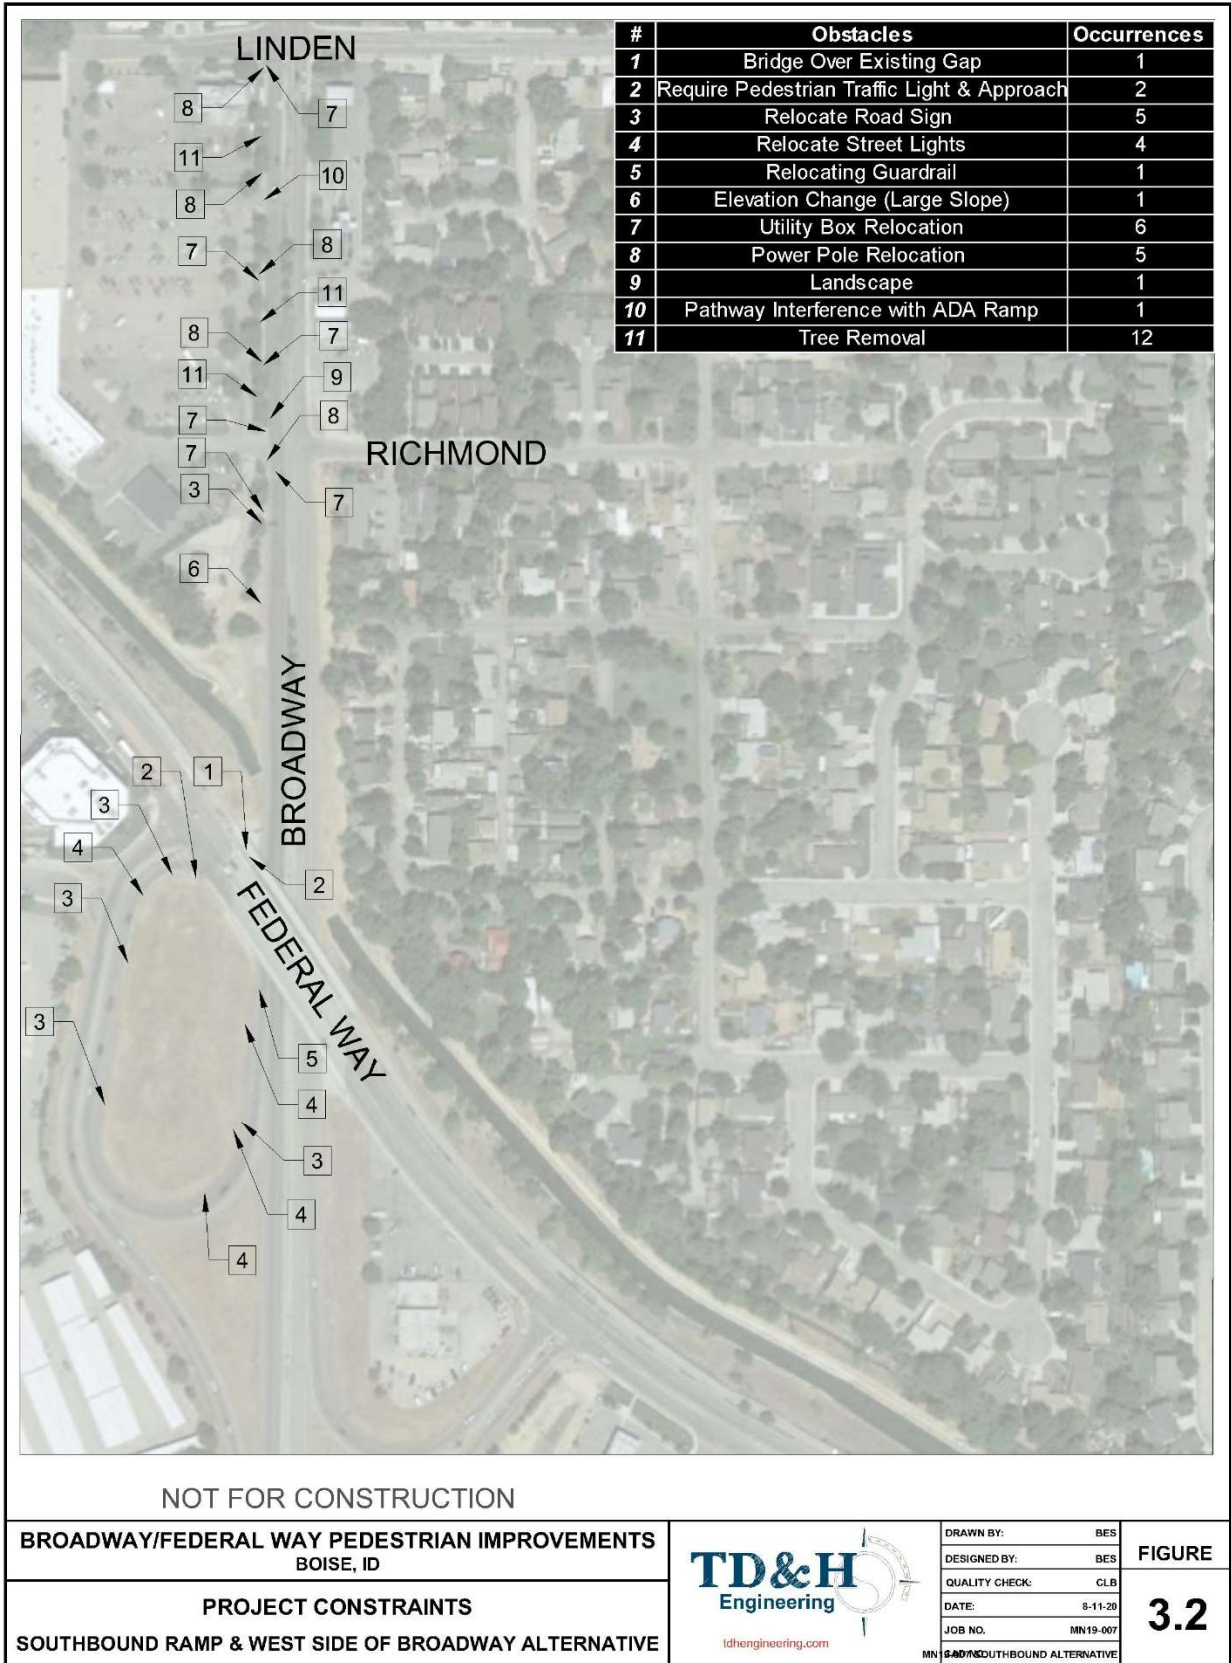 LINDEN
# Obstacles Occurrences
1 Bridge Over Existing Gap 1
2 Require Pedestrian Traffic Light & Approach 2
3 Relocate Road Sign 5
4 Relocate Street Lights 4
5 Relocating Guardrail 1
6 Elevation Change (Large Slope) 1
7 Utility Box Relocation 6
8 Power Pole Relocation 5
9 Landscape 1
10 Pathway Interference with ADA Ramp 1
11 Tree Removal 12
8
7
11
10
8
8
7
11
8
7
11
9
7
8
RICHMOND
7
3
7
6
BROADWAY
2
1
3
4
2
3
FEDERAL WAY
3
5
4
3
4
4
NOT FOR CONSTRUCTION
BROADWAY/FEDERAL WAY PEDESTRIAN IMPROVEMENTS
BOISE, ID
PROJECT CONSTRAINTS
SOUTHBOUND RAMP & WEST SIDE OF BROADWAY ALTERNATIVE
TD&H
Engineering
tdhengineering.com
DRAWN BY: BES
DESIGNED BY: BES
QUALITY CHECK: CLB
DATE: 8-11-20
JOB NO. MN19-007
SOUTHBOUND ALTERNATIVE
FIGURE
3.2